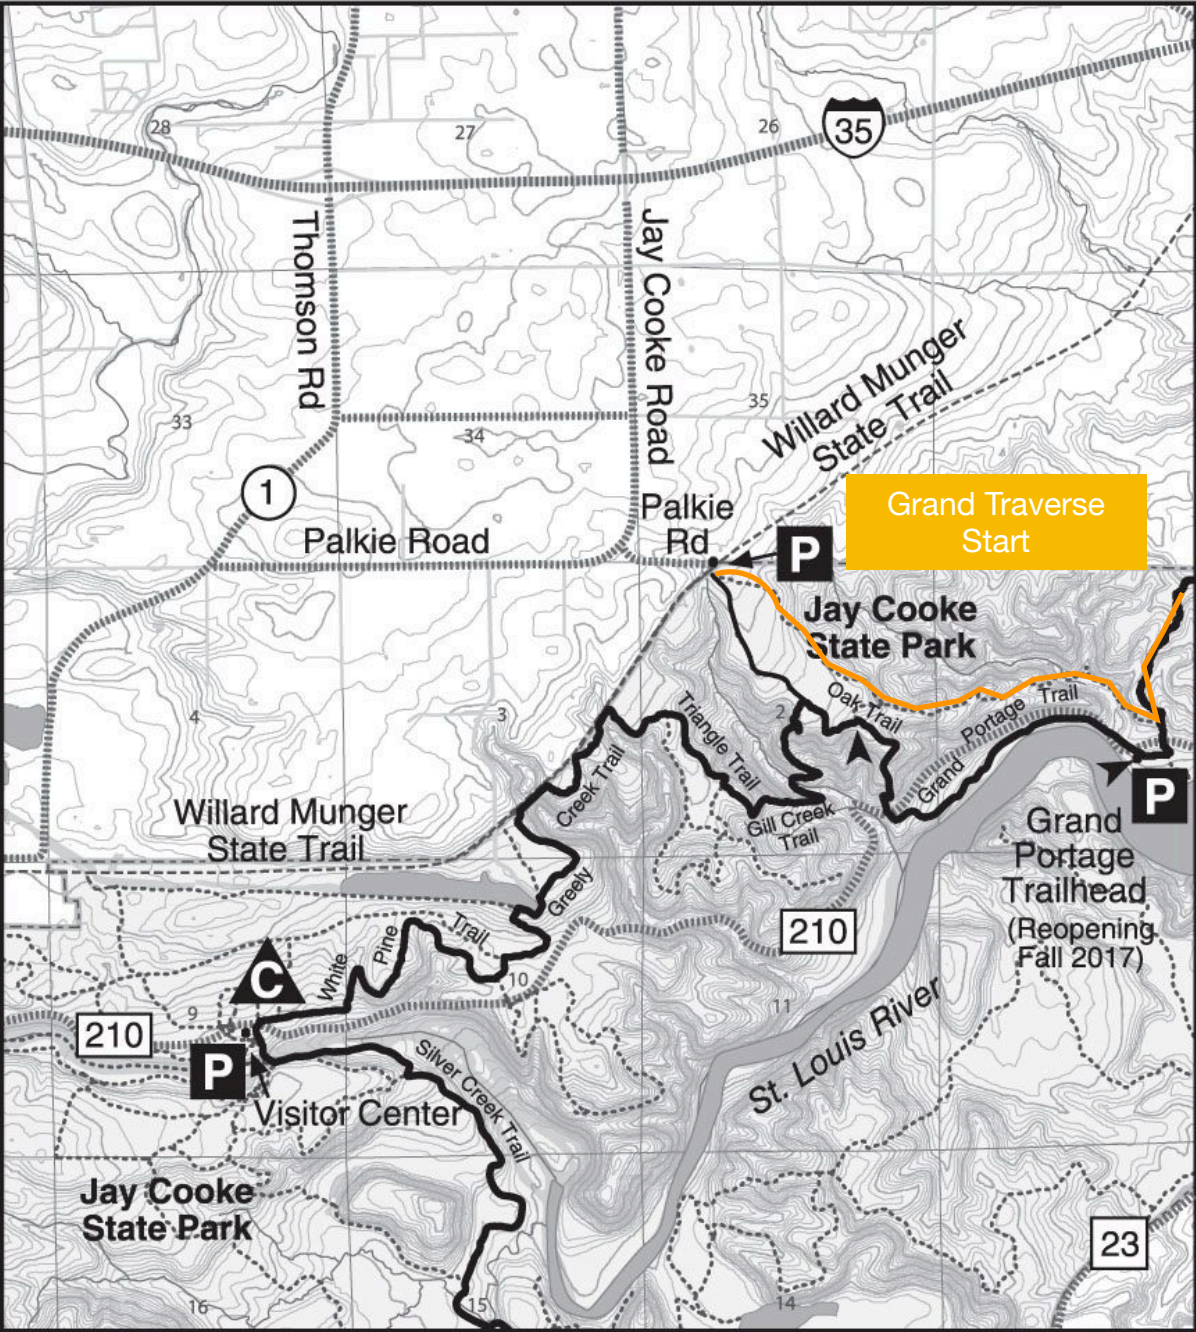 28
27
26
35
Thomson Rd
Jay Cooke Road
Willard Munger
State Trail
35
33
34
1
Palkie
Rd
Grand Traverse
Start
Palkie Road
P
Jay Cooke
State Park
4
3
2
Triangle Trail
Oak Trail
Grand Portage Trail
Creek Trail
Willard Munger
State Trail
P
Gill Creek
Trail
Grand
Portage
Trailhead
(Reopening
Fall 2017)
Greely
210
White Pine Trail
C
10
9
11
210
St. Louis River
P
Silver Creek Trail
Visitor Center
Jay Cooke
State Park
23
16
15
14